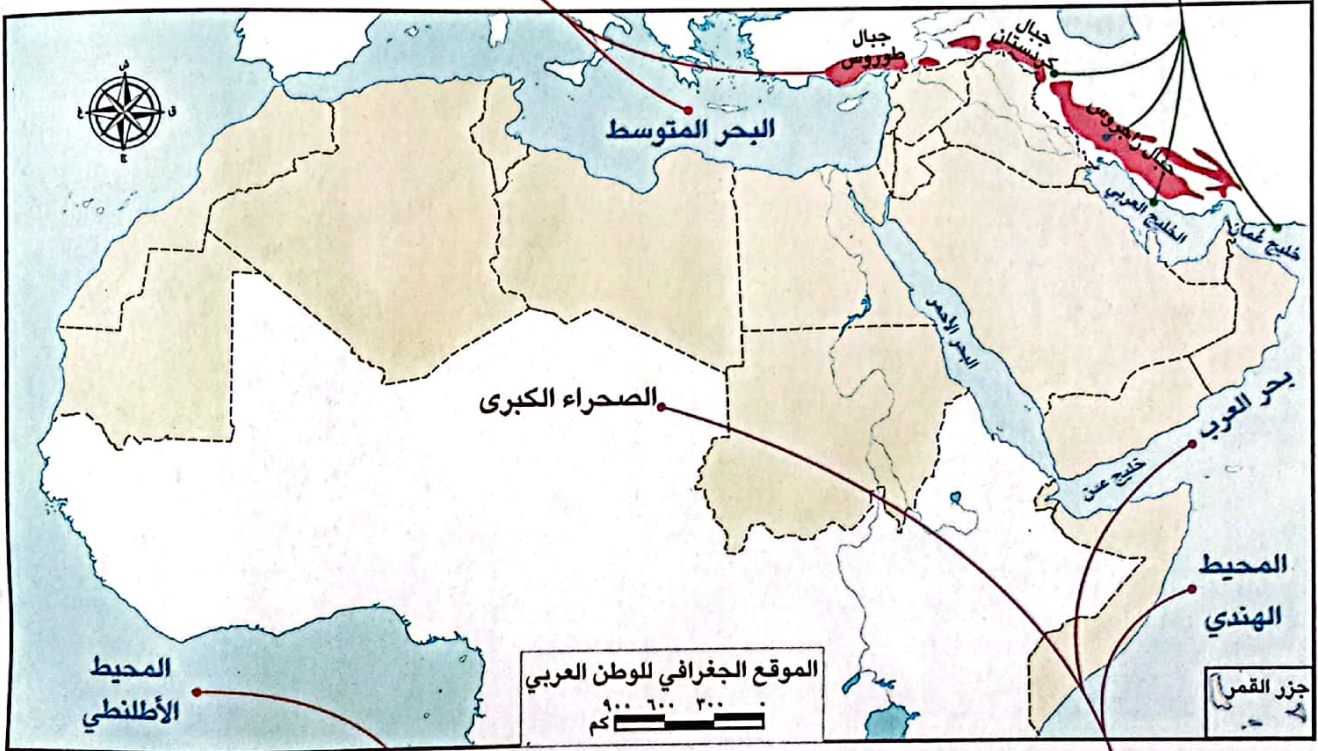 ش
ق
ج
غ
جبال
طوروس
جبال
كردستان
جبال زاجروس
البحر المتوسط
الخليج العربي
خليج عُمان
البحر الأحمر
الصحراء الكبرى
بحر العرب
خليج عدن
المحيط
الهندي
المحيط
الأطلنطي
الموقع الجغرافي للوطن العربي
٩٠٠ ٦٠٠ ٣٠٠ ٠
كم
جزر القمر